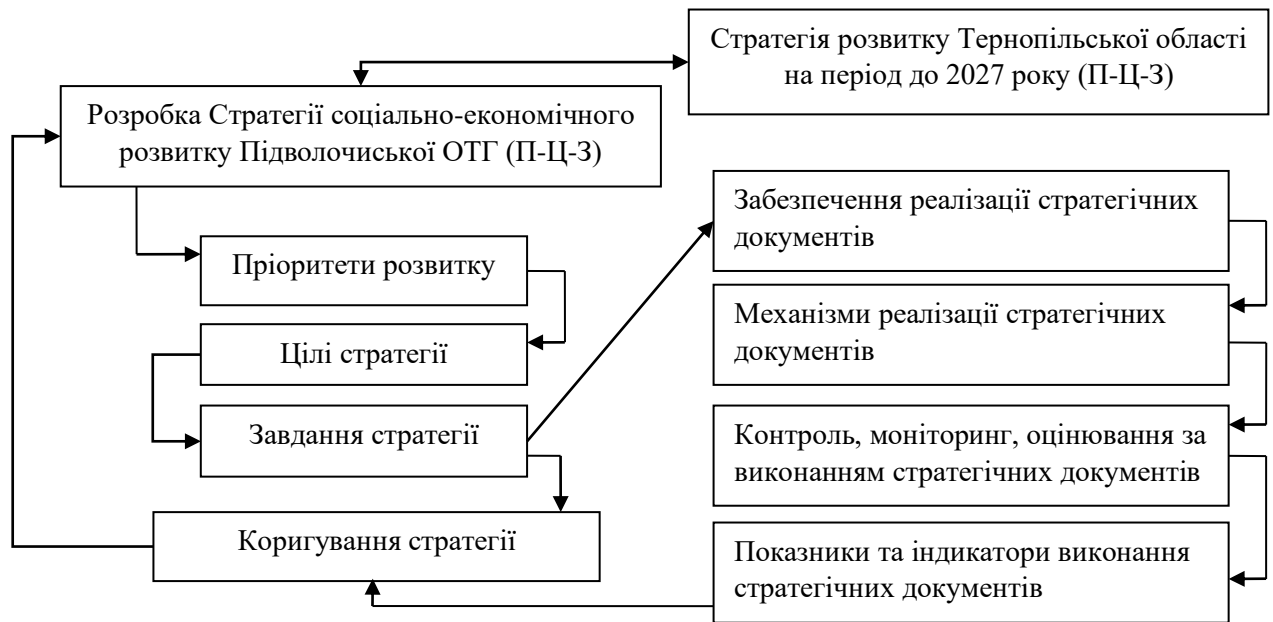 Стратегія розвитку Тернопільської області
на період до 2027 року (П-Ц-З)
Розробка Стратегії соціально-економічного
розвитку Підволочиської ОТГ (П-Ц-З)
Пріоритети розвитку
Цілі стратегії
Завдання стратегії
Коригування стратегії
Забезпечення реалізації стратегічних
документів
Механізми реалізації стратегічних
документів
Контроль, моніторинг, оцінювання за
виконанням стратегічних документів
Показники та індикатори виконання
стратегічних документів